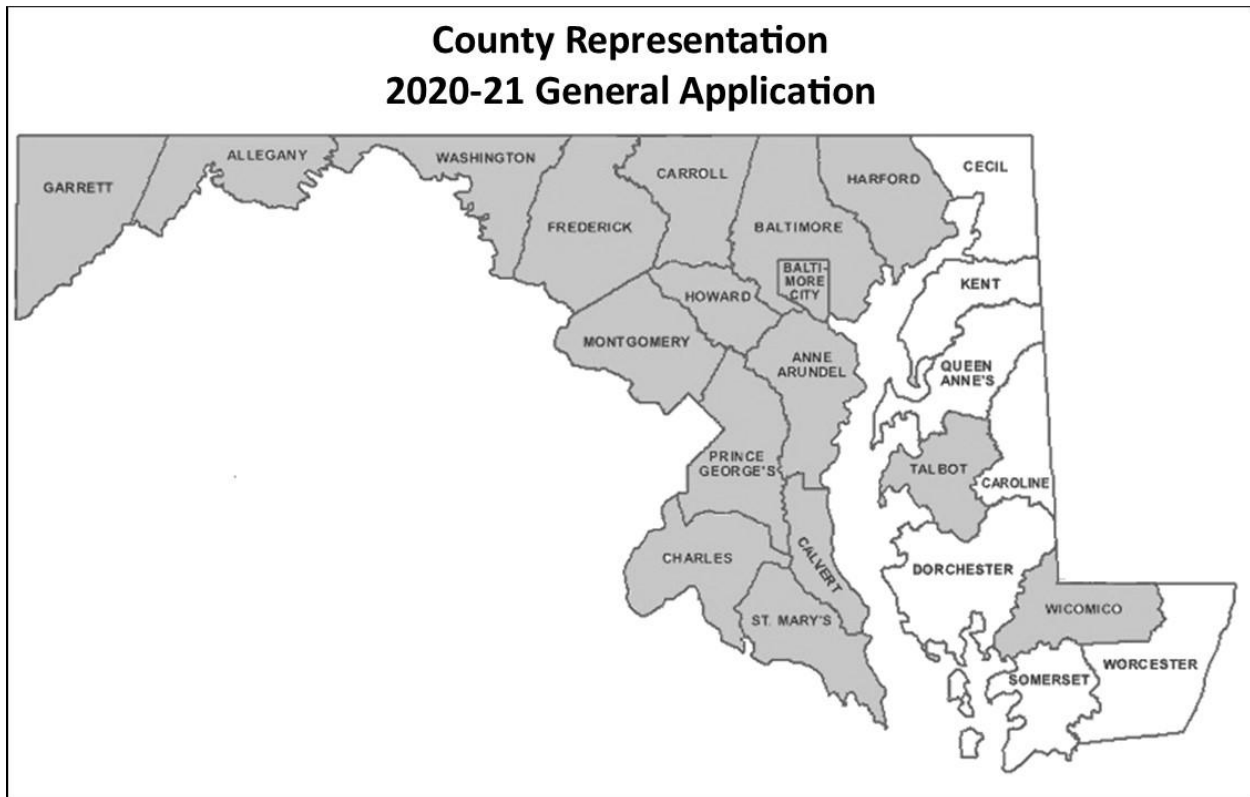 County Representation
2020-21 General Application
GARRETT
ALLEGANY
WASHINGTON
FREDERICK
CARROLL
BALTIMORE
HARFORD
CECIL
BALTI-
MORE
CITY
KENT
HOWARD
MONTGOMERY
ANNE
ARUNDEL
QUEEN
ANNE'S
PRINCE
GEORGE'S
TALBOT
CAROLINE
CHARLES
CALVERT
DORCHESTER
ST. MARY'S
WICOMICO
SOMERSET
WORCESTER